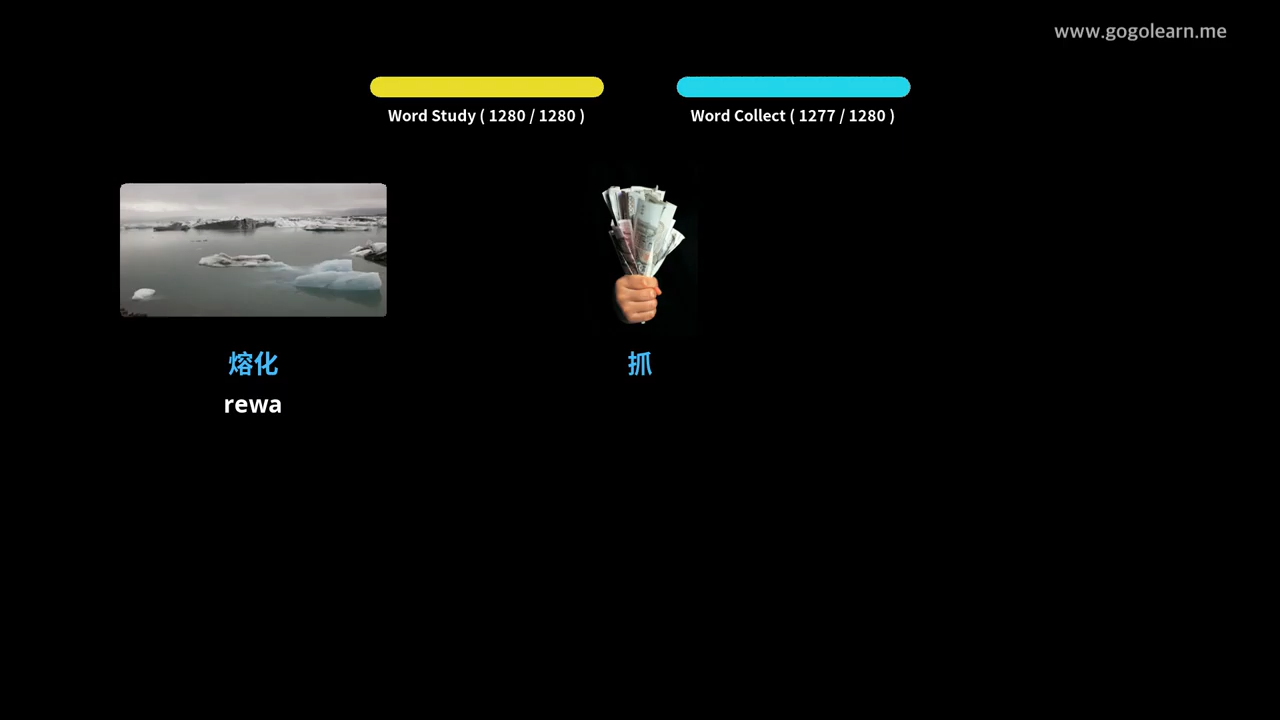 www.gogolearn.me
Word Study ( 1280 / 1280 )
Word Collect ( 1277 / 1280 )
熔化
抓
rewa